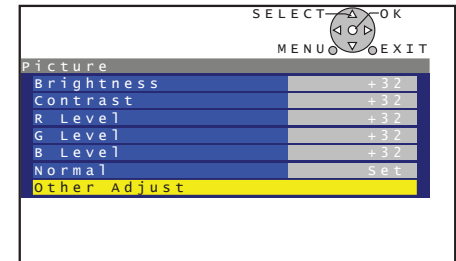 SELECT OK
MENU EXIT
Picture
Brightness +32
Contrast +32
R Level +32
G Level +32
B Level +32
Normal Set
Other Adjust